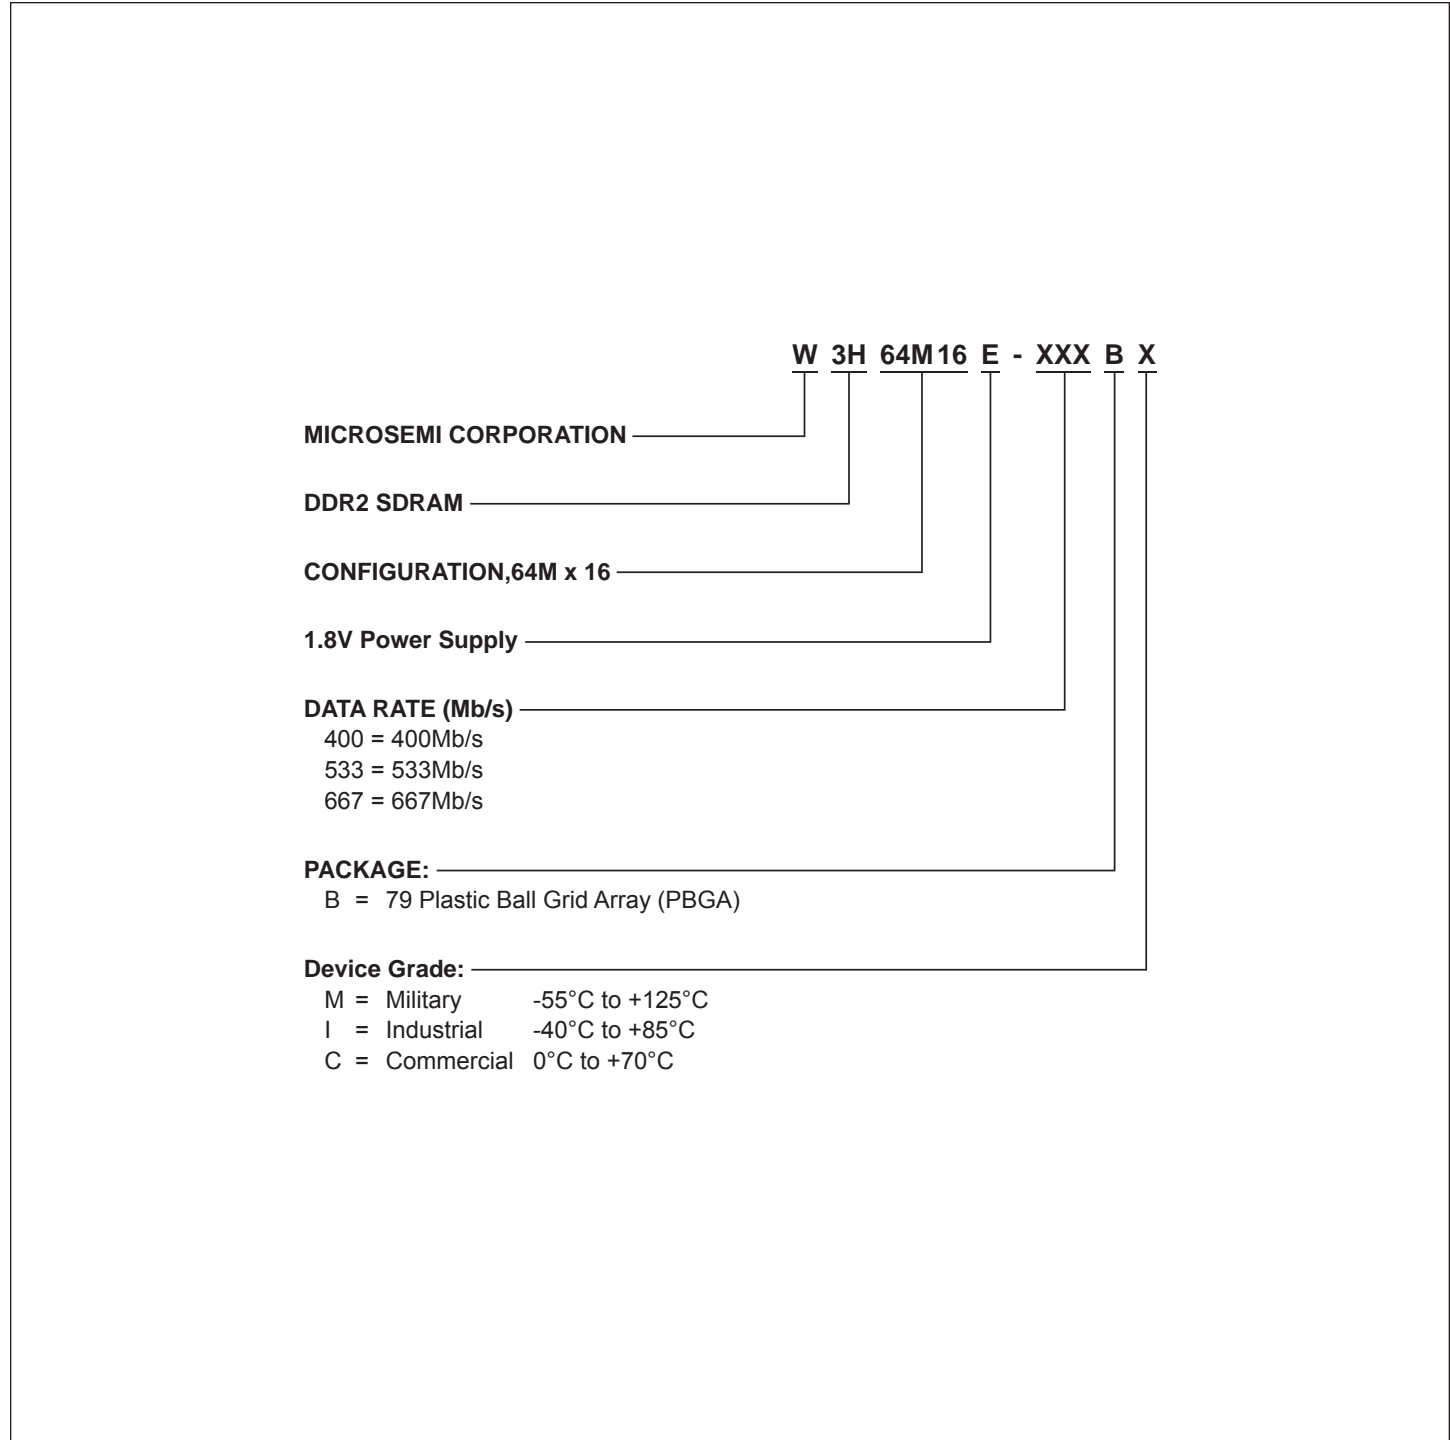 W 3H 64M16 E - XXX B X
MICROSEMI CORPORATION
DDR2 SDRAM
CONFIGURATION,64M x 16
1.8V Power Supply
DATA RATE (Mb/s)
400 = 400Mb/s
533 = 533Mb/s
667 = 667Mb/s
PACKAGE:
B = 79 Plastic Ball Grid Array (PBGA)
Device Grade:
M = Military -55°C to +125°C
I = Industrial -40°C to +85°C
C = Commercial 0°C to +70°C